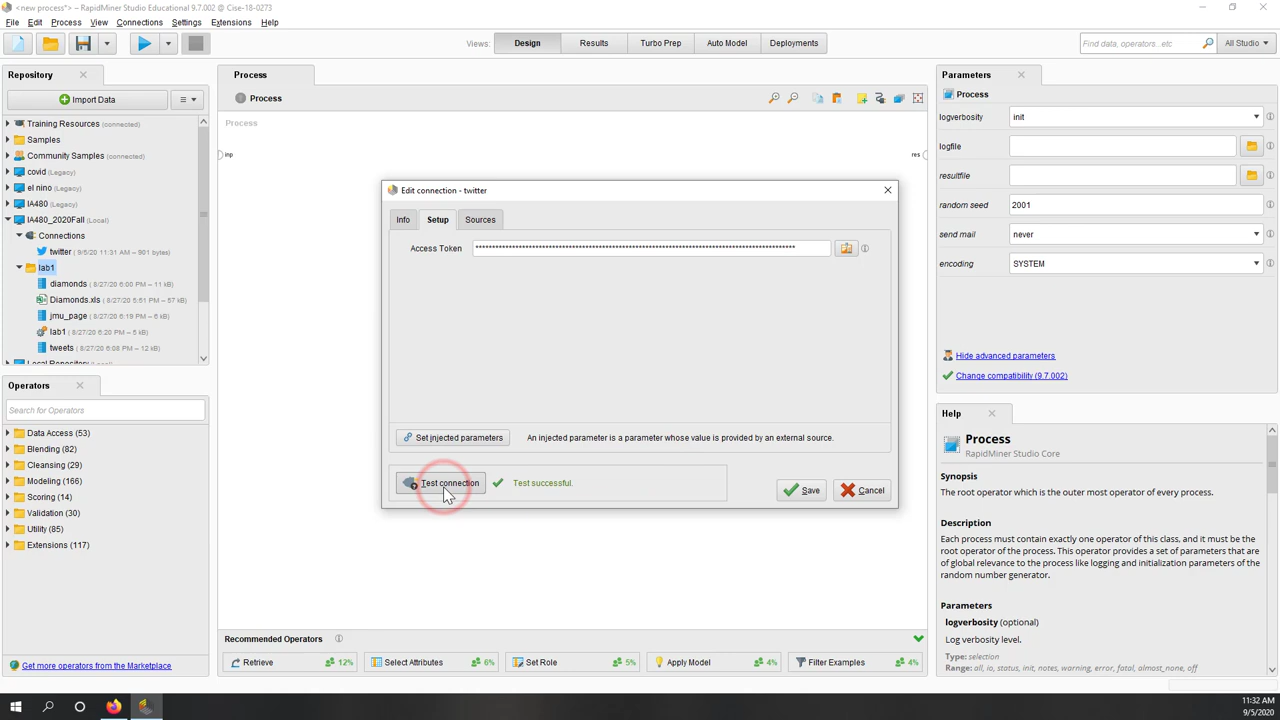 <new process*> – RapidMiner Studio Educational 9.7.002 @ Cise-18-0273
File Edit Process View Connections Settings Extensions Help
Views: Design Results Turbo Prep Auto Model Deployments
Find data, operators...etc All Studio
Repository
Import Data
Training Resources (connected)
Samples
Community Samples (connected)
covid (Legacy)
el nino (Legacy)
IA480 (Legacy)
IA480_2020Fall (Local)
Connections
twitter (9/5/20 11:31 AM – 901 bytes)
lab1
diamonds (8/27/20 6:00 PM – 11 kB)
Diamonds.xls (8/27/20 5:51 PM – 57 kB)
jmu_page (8/27/20 6:19 PM – 6 kB)
lab1 (8/27/20 6:20 PM – 5 kB)
tweets (8/27/20 6:08 PM – 12 kB)
Operators
Search for Operators
Data Access (53)
Blending (82)
Cleansing (29)
Modeling (166)
Scoring (14)
Validation (30)
Utility (85)
Extensions (117)
Get more operators from the Marketplace
Process
Process
Process
inp
res
Edit connection - twitter
Info Setup Sources
Access Token
Set injected parameters An injected parameter is a parameter whose value is provided by an external source.
Test connection Test successful.
Save Cancel
Recommended Operators
Retrieve 12% Select Attributes 6% Set Role 5% Apply Model 4% Filter Examples 4%
Parameters
Process
logverbosity init
logfile
resultfile
random seed 2001
send mail never
encoding SYSTEM
Hide advanced parameters
Change compatibility (9.7.002)
Help
Process
RapidMiner Studio Core
Synopsis
The root operator which is the outer most operator of every process.
Description
Each process must contain exactly one operator of this class, and it must be the
root operator of the process. This operator provides a set of parameters that are
of global relevance to the process like logging and initialization parameters of the
random number generator.
Parameters
logverbosity (optional)
Log verbosity level.
Type: selection
Range: all, io, status, init, notes, warning, error, fatal, almost_none, off
11:32 AM
9/5/2020